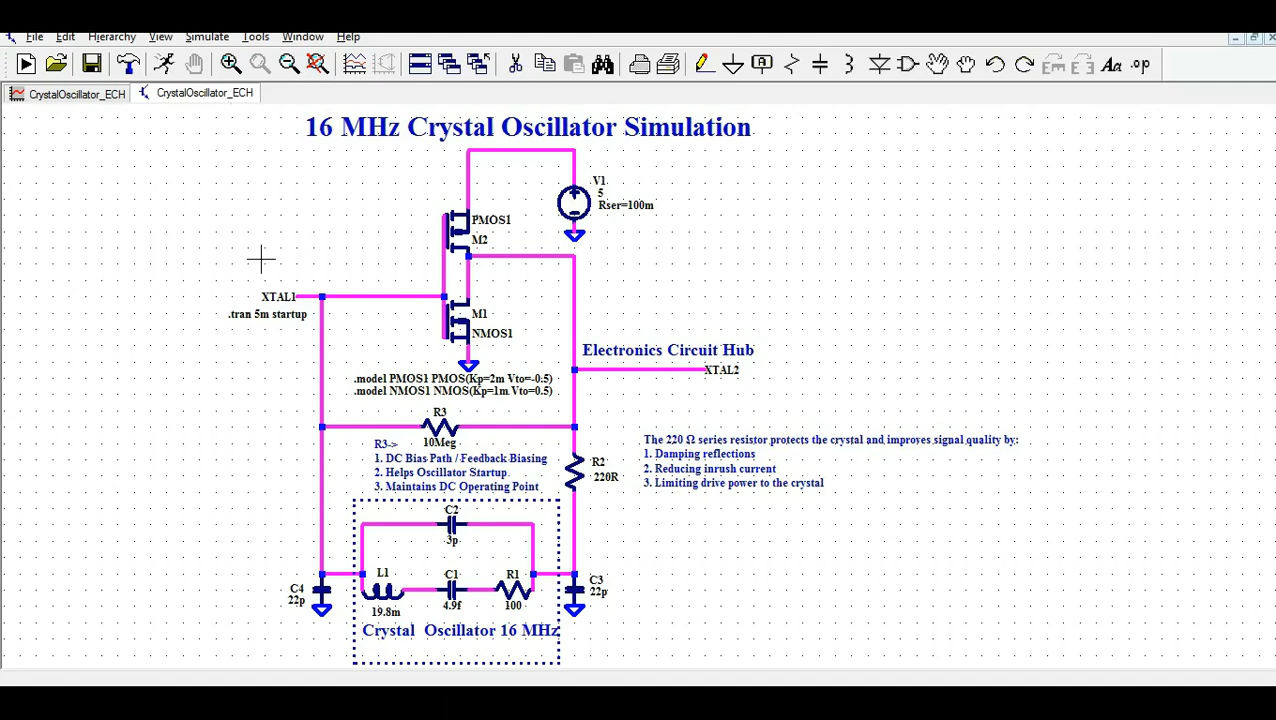 File Edit Hierarchy View Simulate Tools Window Help
Aa .op
CrystalOscillator_ECH CrystalOscillator_ECH
16 MHz Crystal Oscillator Simulation
V1
5
Rser=100m
PMOS1
M2
XTAL1
.tran 5m startup
M1
NMOS1
Electronics Circuit Hub
XTAL2
.model PMOS1 PMOS(Kp=2m Vto=-0.5)
.model NMOS1 NMOS(Kp=1m Vto=0.5)
R3
10Meg
R3->
1. DC Bias Path / Feedback Biasing
2. Helps Oscillator Startup
3. Maintains DC Operating Point
R2
220R
The 220 Ω series resistor protects the crystal and improves signal quality by:
1. Damping reflections
2. Reducing inrush current
3. Limiting drive power to the crystal
C2
3p
L1
19.8m
C1
4.9f
R1
100
C4
22p
C3
22p
Crystal Oscillator 16 MHz